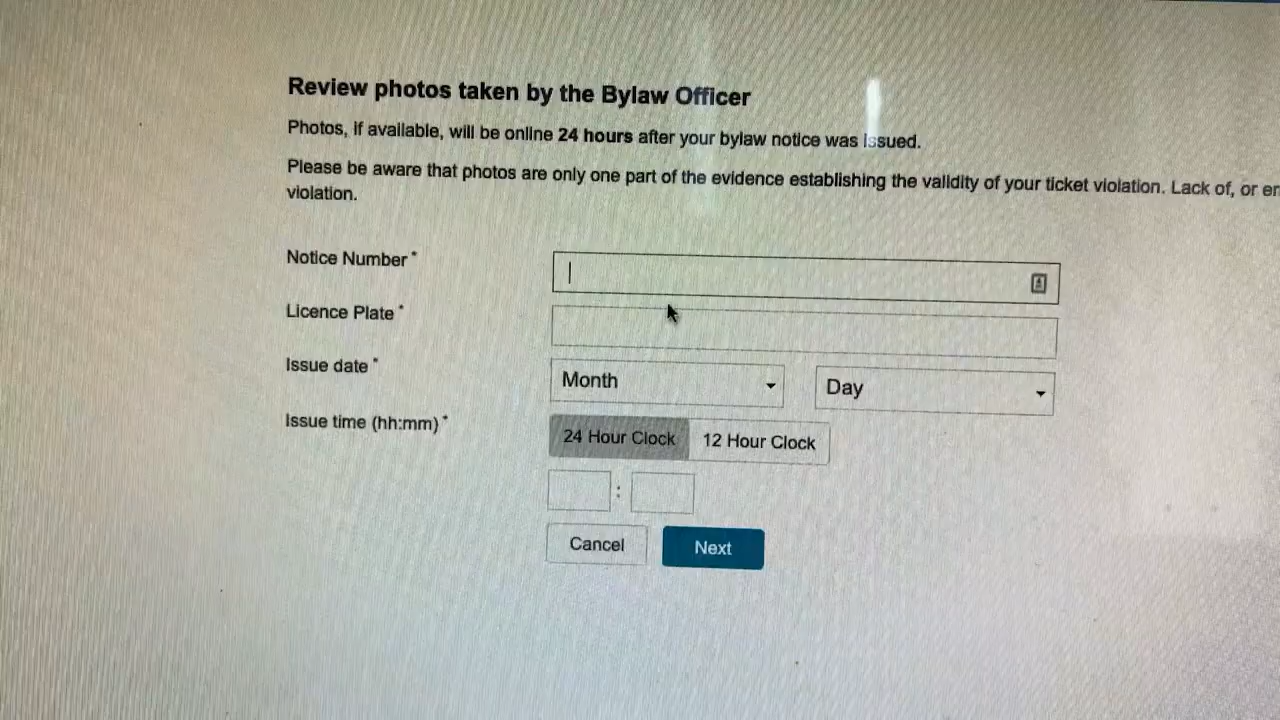 Review photos taken by the Bylaw Officer
Photos, if available, will be online 24 hours after your bylaw notice was issued.
Please be aware that photos are only one part of the evidence establishing the validity of your ticket violation. Lack of, or
violation.
Notice Number *
Licence Plate *
Issue date *
Month
Day
Issue time (hh:mm) *
24 Hour Clock
12 Hour Clock
:
Cancel
Next